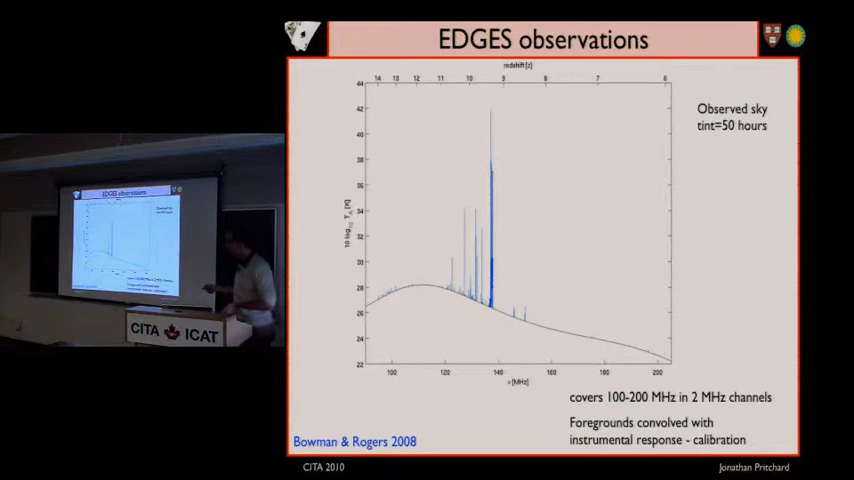 EDGES observations
redshift [z]
14 13 12 11 10 9 8 7 6
44
42
40
38
36
34
32
30
28
26
24
22
10 log10 TA [K]
100 120 140 160 180 200
ν [MHz]
Observed sky
tint=50 hours
covers 100-200 MHz in 2 MHz channels
Foregrounds convolved with
instrumental response - calibration
Bowman & Rogers 2008
CITA 2010
Jonathan Pritchard
EDGES observations
CITA ICAT